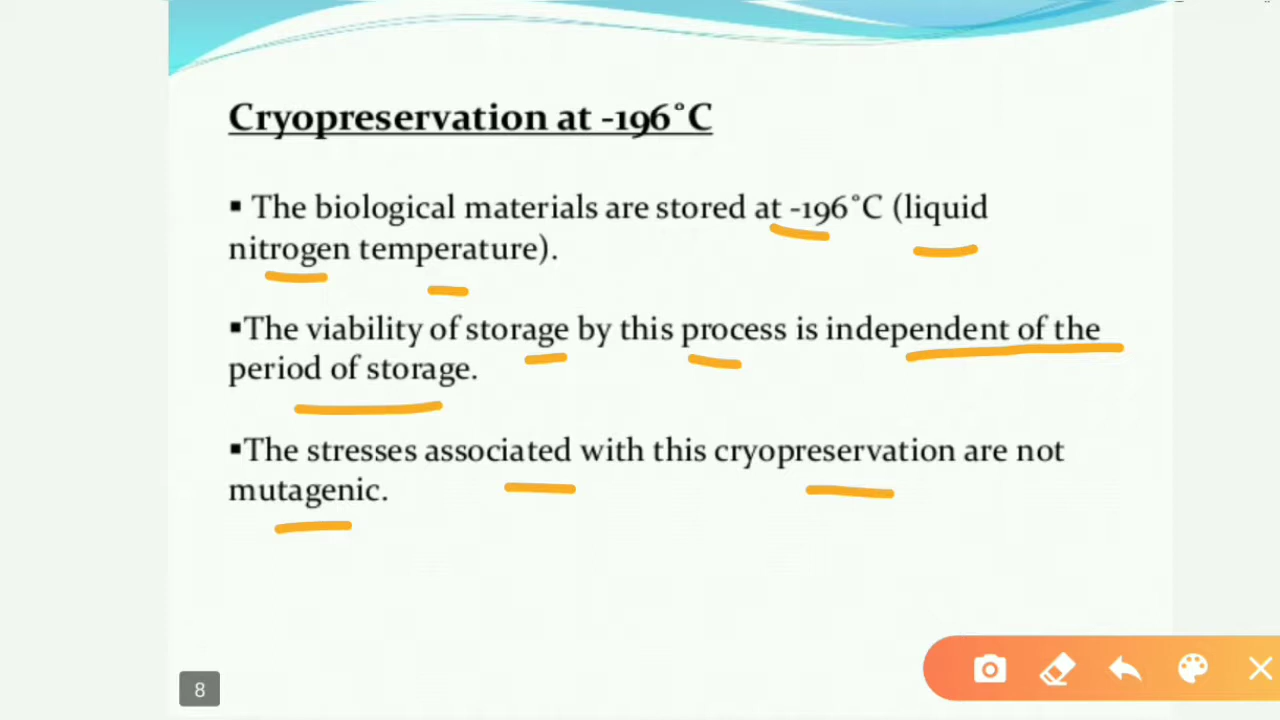 Cryopreservation at -196°C
▪ The biological materials are stored at -196°C (liquid
nitrogen temperature).
▪The viability of storage by this process is independent of the
period of storage.
▪The stresses associated with this cryopreservation are not
mutagenic.
8